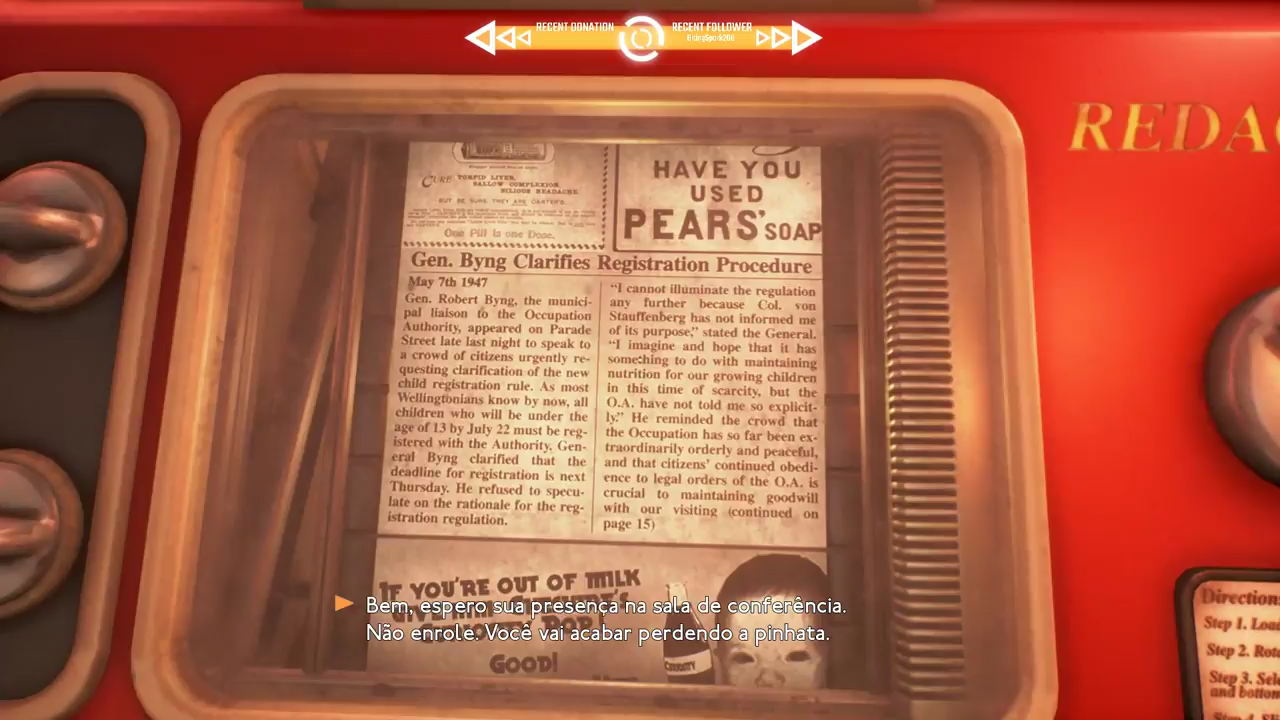 RECENT DONATION
RECENT FOLLOWER
REDAC
CURE TORPID LIVER,
SALLOW COMPLEXION,
BILIOUS HEADACHE.
BUT BE SURE THEY ARE CARTER'S.
One Pill is one Dose.
HAVE YOU
USED
PEARS' SOAP
Gen. Byng Clarifies Registration Procedure
May 7th 1947
Gen. Robert Byng, the munici-
pal liaison to the Occupation
Authority, appeared on Parade
Street late last night to speak to
a crowd of citizens urgently re-
questing clarification of the new
child registration rule. As most
Wellingtonians know by now, all
children who will be under the
age of 13 by July 22 must be reg-
istered with the Authority. Gen-
eral Byng clarified that the
deadline for registration is next
Thursday. He refused to specu-
late on the rationale for the reg-
istration regulation.
"I cannot illuminate the regulation
any further because Col. von
Stauffenberg has not informed me
of its purpose," stated the General.
"I imagine and hope that it has
something to do with maintaining
nutrition for our growing children
in this time of scarcity, but the
O.A. have not told me so explicit-
ly." He reminded the crowd that
the Occupation has so far been ex-
traordinarily orderly and peaceful,
and that citizens' continued obedi-
ence to legal orders of the O.A. is
crucial to maintaining goodwill
with our visiting (continued on
page 15)
IF YOU'RE OUT OF MILK
GOOD!
Bem, espero sua presença na sala de conferência.
Não enrole. Você vai acabar perdendo a pinhata.
Directions
Step 1. Loa
Step 2. Rota
Step 3. Sele
and bottom